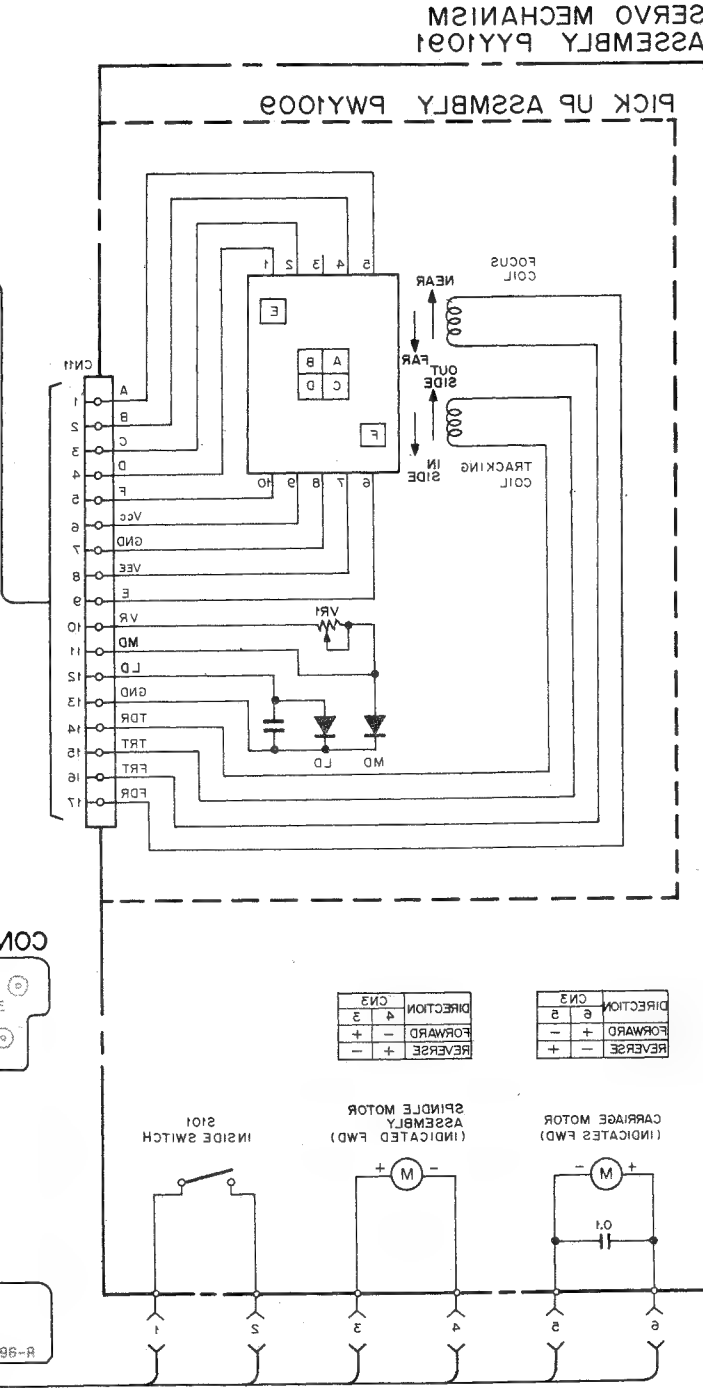 SERVO MECHANISM
ASSEMBLY PYY1091
PICK UP ASSMBLY PWY1009
FOCUS
COIL
NEAR
FAR
OUT
SIDE
IN
SIDE
TRACKING
COIL
5 4 3 2 1
E
A B
C D
F
6 7 8 9 10
CN11
A 1
B 2
C 3
D 4
F 5
Vcc 6
GND 7
VEE 8
E 9
VR 10
MD 11
LD 12
GND 13
TDR 14
TRT 15
FRT 16
FDR 17
VR1
MD LD
CON
DIRECTION CN3
6 5
FORWARD + −
REVERSE − +
DIRECTION CN3
4 3
FORWARD − +
REVERSE + −
CARRIAGE MOTOR
(INDICATES FWD)
+ M −
0.1
SPINDLE MOTOR
ASSEMBLY
(INDICATED FWD)
− M +
S101
INSIDE SWITCH
6 5 4 3 2 1